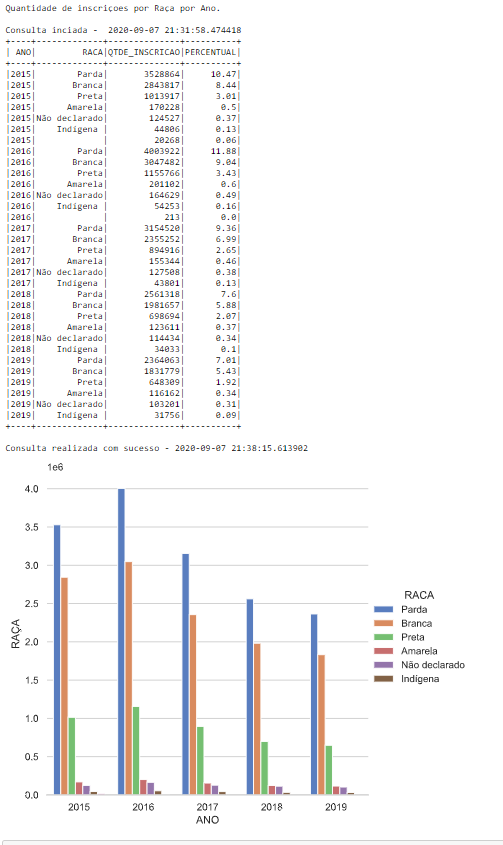 Quantidade de inscriçoes por Raça por Ano.
Consulta inciada -  2020-09-07 21:31:58.474418
+----+-------------+--------------+----------+
| ANO|         RACA|QTDE_INSCRICAO|PERCENTUAL|
+----+-------------+--------------+----------+
|2015|        Parda|       3528864|     10.47|
|2015|       Branca|       2843817|      8.44|
|2015|        Preta|       1013917|      3.01|
|2015|      Amarela|        170228|       0.5|
|2015|Não declarado|        124527|      0.37|
|2015|    Indígena |         44806|      0.13|
|2015|             |         20268|      0.06|
|2016|        Parda|       4003922|     11.88|
|2016|       Branca|       3047482|      9.04|
|2016|        Preta|       1155766|      3.43|
|2016|      Amarela|        201102|       0.6|
|2016|Não declarado|        164629|      0.49|
|2016|    Indígena |         54253|      0.16|
|2016|             |           213|       0.0|
|2017|        Parda|       3154520|      9.36|
|2017|       Branca|       2355252|      6.99|
|2017|        Preta|        894916|      2.65|
|2017|      Amarela|        155344|      0.46|
|2017|Não declarado|        127508|      0.38|
|2017|    Indígena |         43801|      0.13|
|2018|        Parda|       2561318|       7.6|
|2018|       Branca|       1981657|      5.88|
|2018|        Preta|        698694|      2.07|
|2018|      Amarela|        123611|      0.37|
|2018|Não declarado|        114434|      0.34|
|2018|    Indígena |         34033|       0.1|
|2019|        Parda|       2364063|      7.01|
|2019|       Branca|       1831779|      5.43|
|2019|        Preta|        648309|      1.92|
|2019|      Amarela|        116162|      0.34|
|2019|Não declarado|        103201|      0.31|
|2019|    Indígena |         31756|      0.09|
+----+-------------+--------------+----------+
Consulta realizada com sucesso - 2020-09-07 21:38:15.613902
1e6
4.0
3.5
3.0
2.5
2.0
1.5
1.0
0.5
0.0
RAÇA
2015 2016 2017 2018 2019
ANO
RACA
Parda
Branca
Preta
Amarela
Não declarado
Indígena